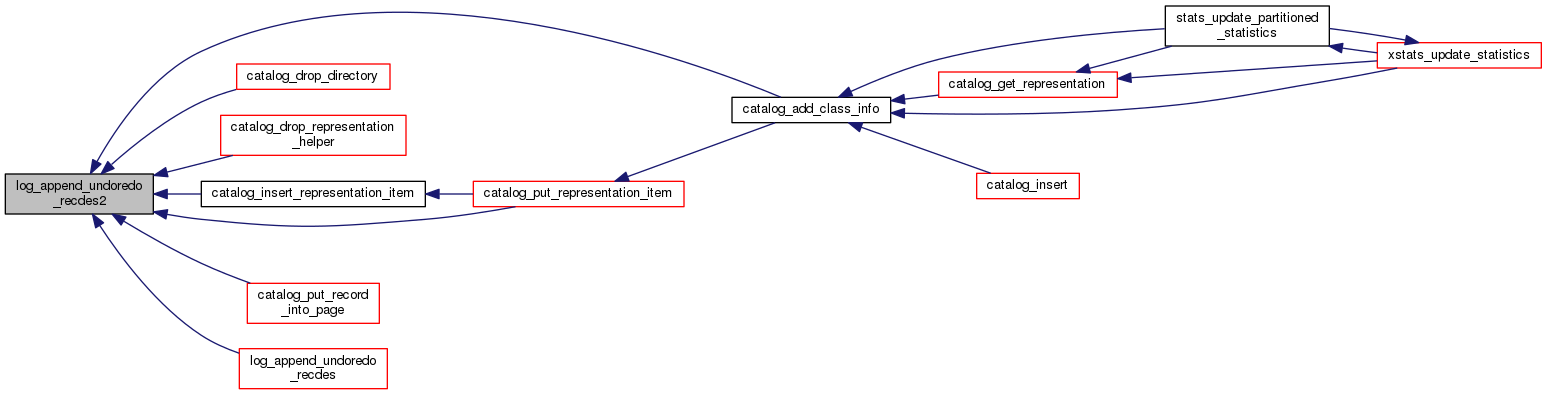 log_append_undoredo
_recdes2
catalog_drop_directory
catalog_drop_representation
_helper
catalog_insert_representation_item
catalog_put_record
_into_page
log_append_undoredo
_recdes
catalog_put_representation_item
catalog_add_class_info
catalog_get_representation
catalog_insert
stats_update_partitioned
_statistics
xstats_update_statistics